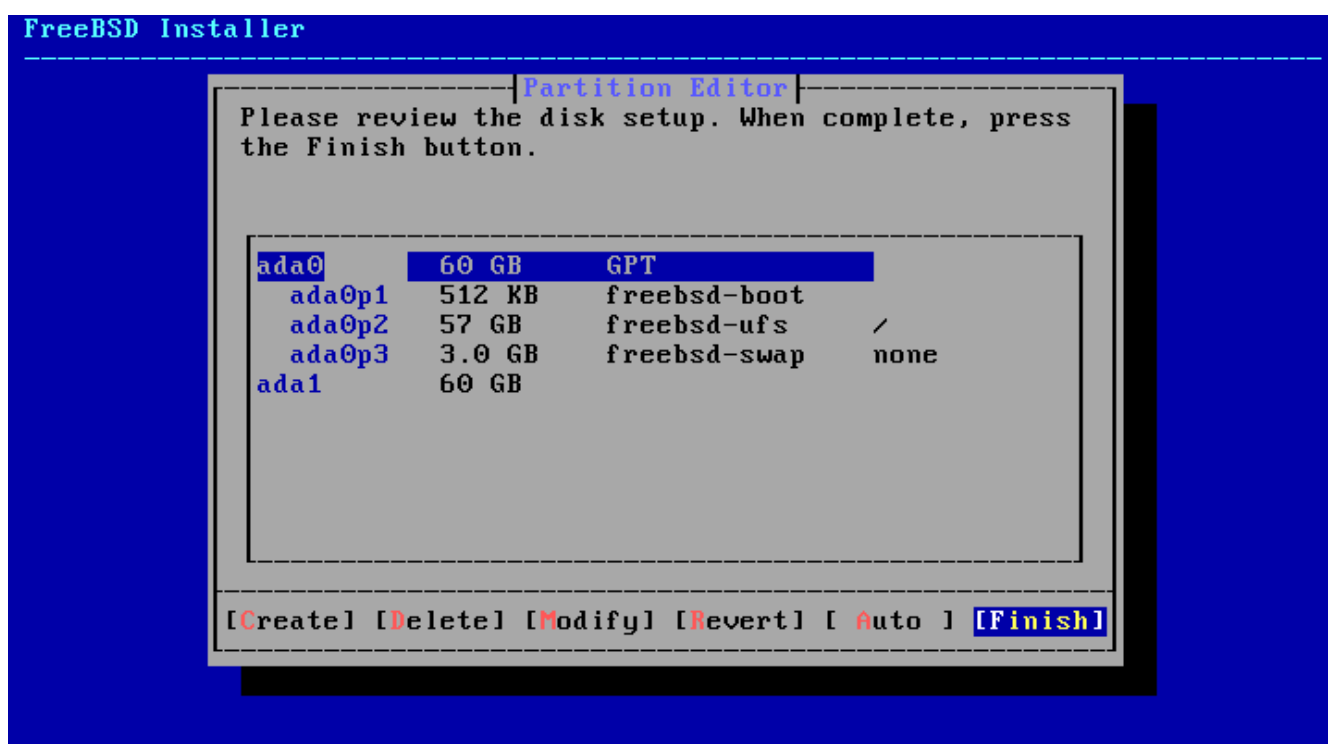 FreeBSD Installer
Partition Editor
Please review the disk setup. When complete, press
the Finish button.
ada0 60 GB GPT
ada0p1 512 KB freebsd-boot
ada0p2 57 GB freebsd-ufs /
ada0p3 3.0 GB freebsd-swap none
ada1 60 GB
[Create] [Delete] [Modify] [Revert] [ Auto ] [Finish]